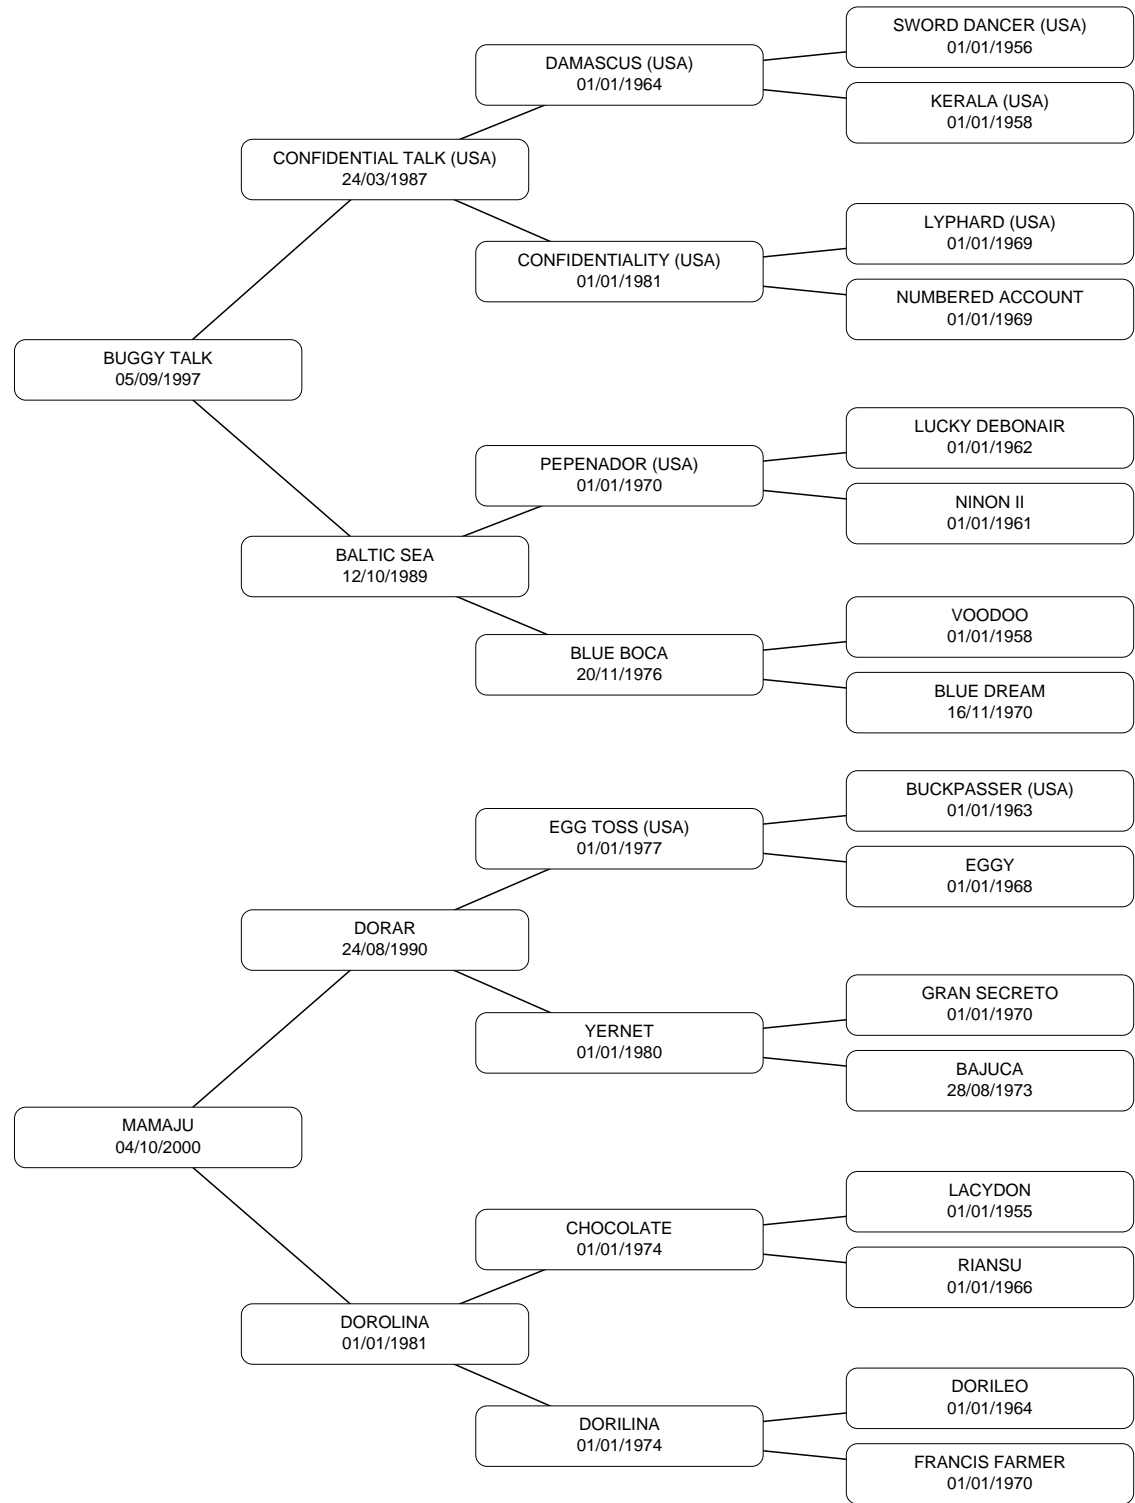 SWORD DANCER (USA)
01/01/1956
DAMASCUS (USA)
01/01/1964
KERALA (USA)
01/01/1958
CONFIDENTIAL TALK (USA)
24/03/1987
LYPHARD (USA)
01/01/1969
CONFIDENTIALITY (USA)
01/01/1981
NUMBERED ACCOUNT
01/01/1969
BUGGY TALK
05/09/1997
LUCKY DEBONAIR
01/01/1962
PEPENADOR (USA)
01/01/1970
NINON II
01/01/1961
BALTIC SEA
12/10/1989
VOODOO
01/01/1958
BLUE BOCA
20/11/1976
BLUE DREAM
16/11/1970
BUCKPASSER (USA)
01/01/1963
EGG TOSS (USA)
01/01/1977
EGGY
01/01/1968
DORAR
24/08/1990
GRAN SECRETO
01/01/1970
YERNET
01/01/1980
BAJUCA
28/08/1973
MAMAJU
04/10/2000
LACYDON
01/01/1955
CHOCOLATE
01/01/1974
RIANSU
01/01/1966
DOROLINA
01/01/1981
DORILEO
01/01/1964
DORILINA
01/01/1974
FRANCIS FARMER
01/01/1970